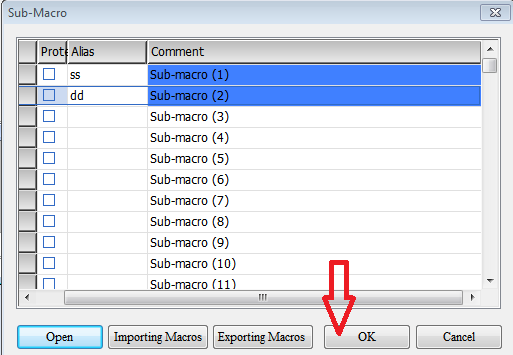 Sub-Macro
Prote Alias Comment
ss Sub-macro (1)
dd Sub-macro (2)
Sub-macro (3)
Sub-macro (4)
Sub-macro (5)
Sub-macro (6)
Sub-macro (7)
Sub-macro (8)
Sub-macro (9)
Sub-macro (10)
Sub-macro (11)
Open Importing Macros Exporting Macros OK Cancel